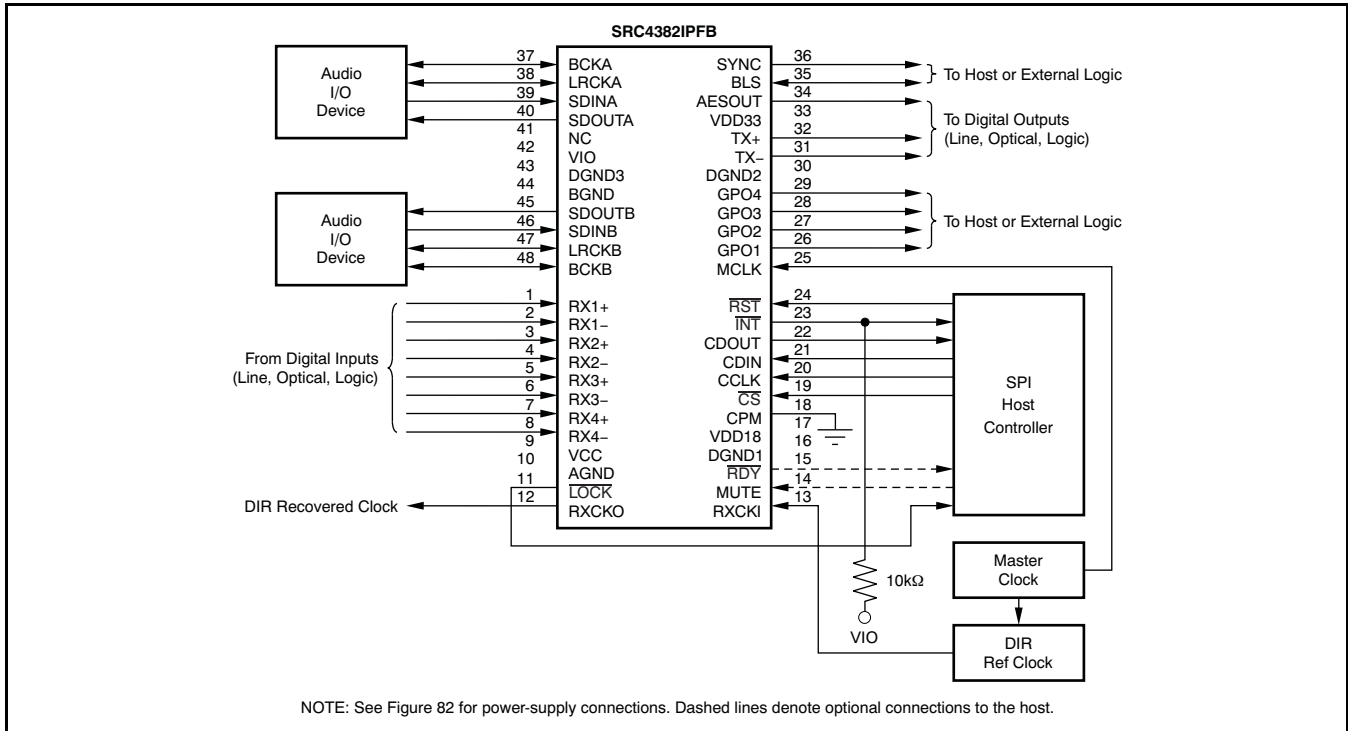 SRC4382IPFB
Audio
I/O
Device
37
38
39
40
41
42
43
44
45
46
47
48
Audio
I/O
Device
BCKA
LRCKA
SDINA
SDOUTA
NC
VIO
DGND3
BGND
SDOUTB
SDINB
LRCKB
BCKB
From Digital Inputs
(Line, Optical, Logic)
1
2
3
4
5
6
7
8
9
10
11
12
RX1+
RX1−
RX2+
RX2−
RX3+
RX3−
RX4+
RX4−
VCC
AGND
LOCK
RXCKO
DIR Recovered Clock
SYNC
BLS
AESOUT
VDD33
TX+
TX−
DGND2
GPO4
GPO3
GPO2
GPO1
MCLK
36
35
34
33
32
31
30
29
28
27
26
25
To Host or External Logic
To Digital Outputs
(Line, Optical, Logic)
To Host or External Logic
RST
INT
CDOUT
CDIN
CCLK
CS
CPM
VDD18
DGND1
RDY
MUTE
RXCKI
24
23
22
21
20
19
18
17
16
15
14
13
SPI
Host
Controller
10kΩ
VIO
Master
Clock
DIR
Ref Clock
NOTE: See Figure 82 for power-supply connections. Dashed lines denote optional connections to the host.